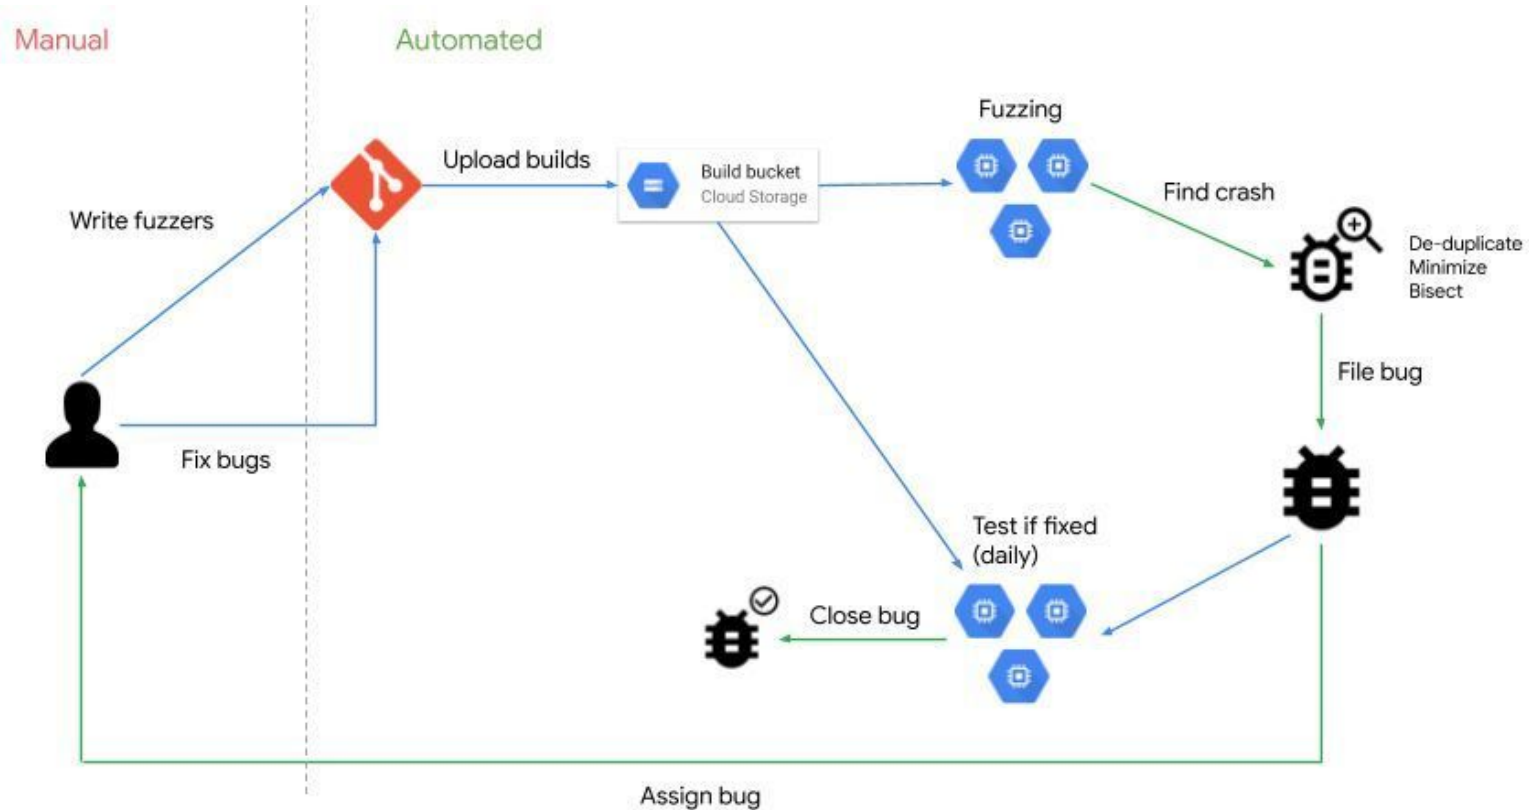 Manual
Automated
Fuzzing
Upload builds
Build bucket
Cloud Storage
Find crash
Write fuzzers
De-duplicate
Minimize
Bisect
File bug
Fix bugs
Test if fixed
(daily)
Close bug
Assign bug